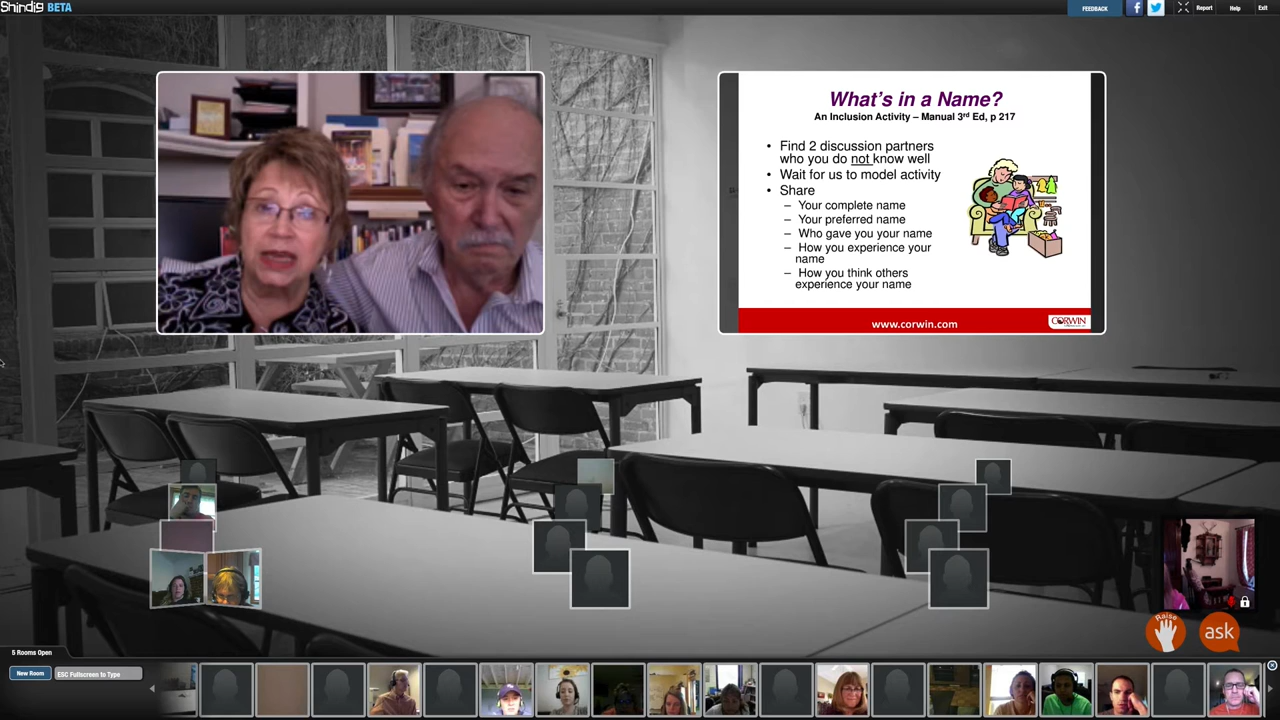 Shindig BETA
FEEDBACK
Report
Help
Exit
What's in a Name?
An Inclusion Activity – Manual 3rd Ed, p 217
• Find 2 discussion partners
who you do not know well
• Wait for us to model activity
• Share
– Your complete name
– Your preferred name
– Who gave you your name
– How you experience your
name
– How you think others
experience your name
www.corwin.com
CORWIN
Raise
ask
5 Rooms Open
New Room
ESC Fullscreen to Type